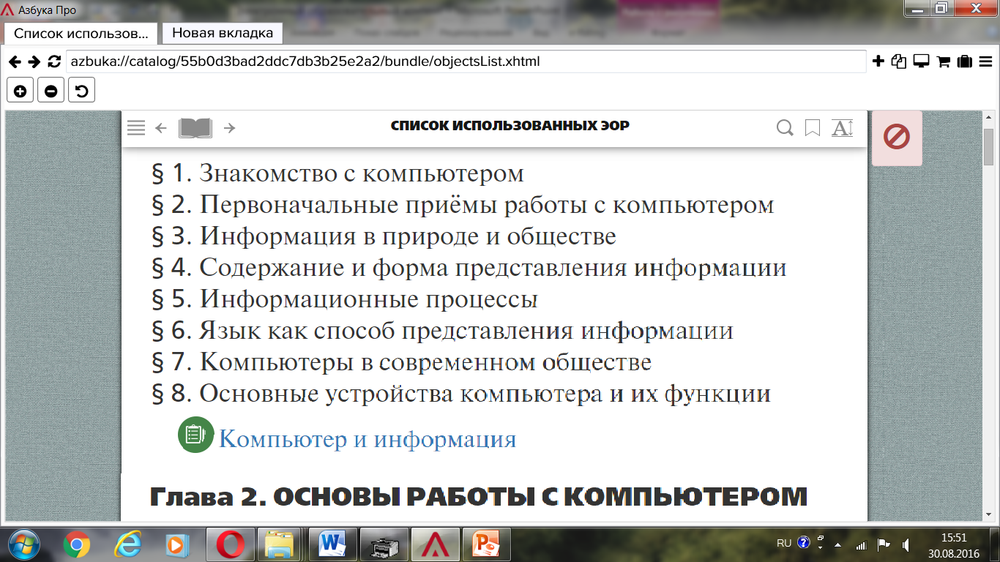 Азбука Про
Список использов...
Новая вкладка
azbuka://catalog/55b0d3bad2ddc7db3b25e2a2/bundle/objectsList.xhtml
СПИСОК ИСПОЛЬЗОВАННЫХ ЭОР
§ 1. Знакомство с компьютером
§ 2. Первоначальные приёмы работы с компьютером
§ 3. Информация в природе и обществе
§ 4. Содержание и форма представления информации
§ 5. Информационные процессы
§ 6. Язык как способ представления информации
§ 7. Компьютеры в современном обществе
§ 8. Основные устройства компьютера и их функции
Компьютер и информация
Глава 2. ОСНОВЫ РАБОТЫ С КОМПЬЮТЕРОМ
RU
15:51
30.08.2016